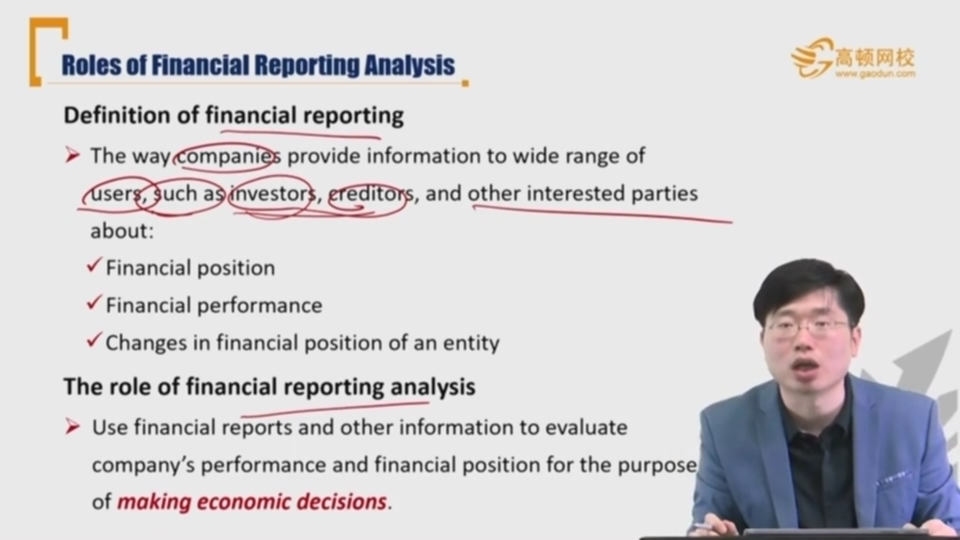 Roles of Financial Reporting Analysis
高顿网校
www.gaodun.com
Definition of financial reporting
The way companies provide information to wide range of
users, such as investors, creditors, and other interested parties
about:
Financial position
Financial performance
Changes in financial position of an entity
The role of financial reporting analysis
Use financial reports and other information to evaluate
company's performance and financial position for the purpose
of making economic decisions.